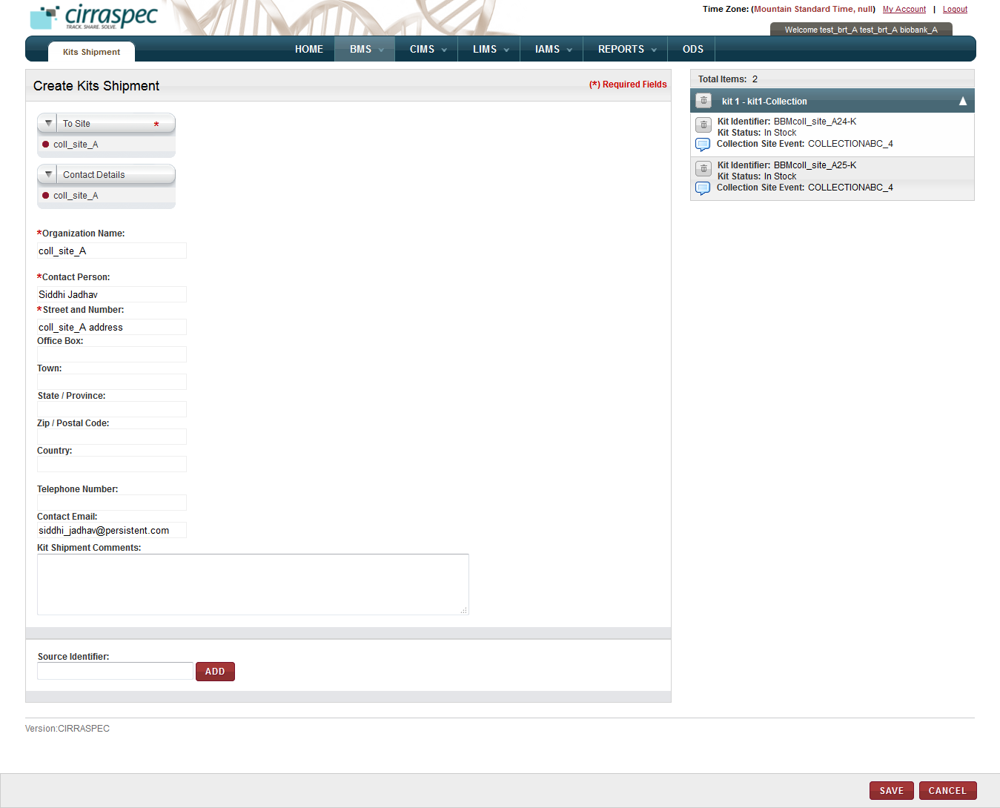 cirraspec
TRACK. SHARE. SOLVE.
Time Zone: (Mountain Standard Time, null) My Account | Logout
Welcome test_brt_A test_brt_A biobank_A
Kits Shipment
HOME BMS CIMS LIMS IAMS REPORTS ODS
Create Kits Shipment
(*) Required Fields
To Site *
coll_site_A
Contact Details
coll_site_A
*Organization Name:
coll_site_A
*Contact Person:
Siddhi Jadhav
*Street and Number:
coll_site_A address
Office Box:
Town:
State / Province:
Zip / Postal Code:
Country:
Telephone Number:
Contact Email:
siddhi_jadhav@persistent.com
Kit Shipment Comments:
Source Identifier:
ADD
Total Items: 2
kit 1 - kit1-Collection
Kit Identifier: BBMcoll_site_A24-K
Kit Status: In Stock
Collection Site Event: COLLECTIONABC_4
Kit Identifier: BBMcoll_site_A25-K
Kit Status: In Stock
Collection Site Event: COLLECTIONABC_4
Version:CIRRASPEC
SAVE CANCEL